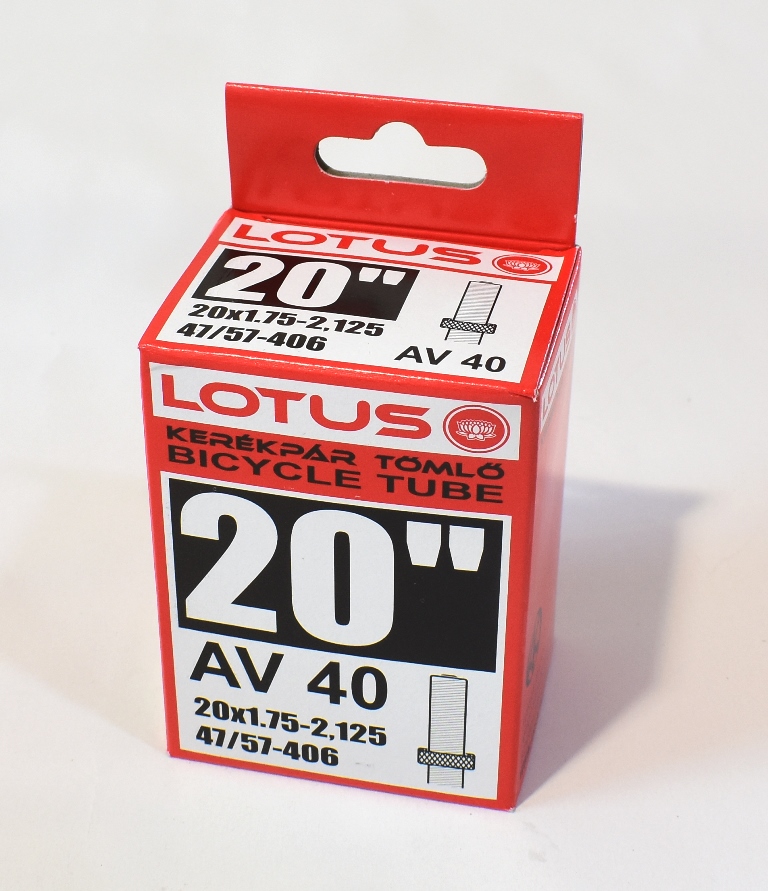 LOTUS
20"
20x1.75-2,125
47/57-406
AV 40
LOTUS
KERÉKPÁR TÖMLŐ
BICYCLE TUBE
20"
AV 40
20x1.75-2,125
47/57-406